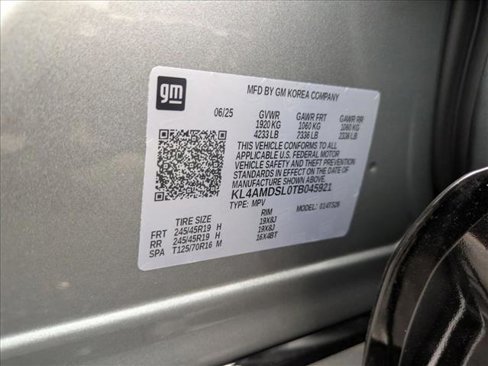 gm
MFD BY GM KOREA COMPANY
06/25 GVWR GAWR FRT GAWR RR
1920 KG 1060 KG 1060 KG
4233 LB 2336 LB 2336 LB
THIS VEHICLE CONFORMS TO ALL
APPLICABLE U.S. FEDERAL MOTOR
VEHICLE SAFETY AND THEFT PREVENTION
STANDARDS IN EFFECT ON THE DATE
OF MANUFACTURE SHOWN ABOVE.
KL4AMDSL0TB045921
TYPE: MPV MODEL:
TIRE SIZE RIM
FRT 245/45R19 H 19X8J
RR 245/45R19 H 19X8J
SPA T125/70R16 M 16X4BT